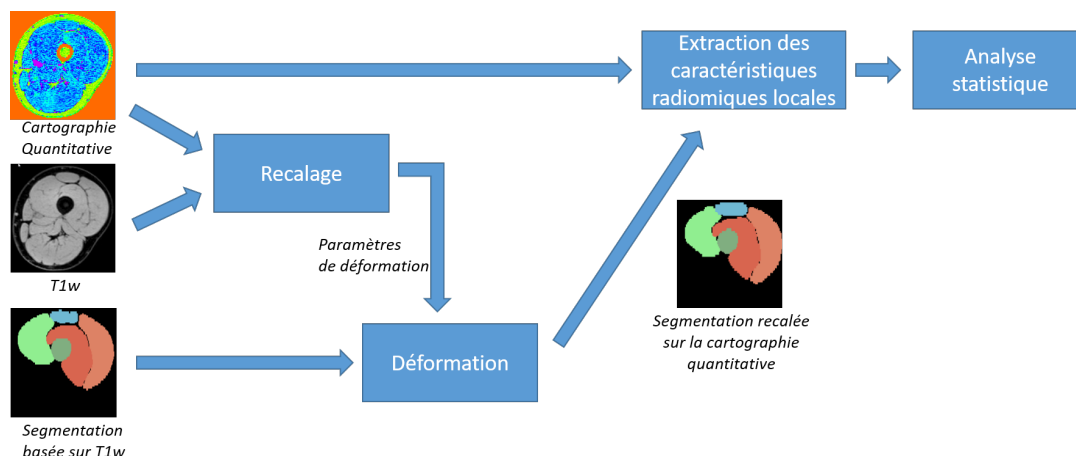 Cartographie
Quantitative
T1w
Segmentation
basée sur T1w
Recalage
Paramètres
de déformation
Déformation
Extraction des
caractéristiques
radiomiques locales
Analyse
statistique
Segmentation recalée
sur la cartographie
quantitative